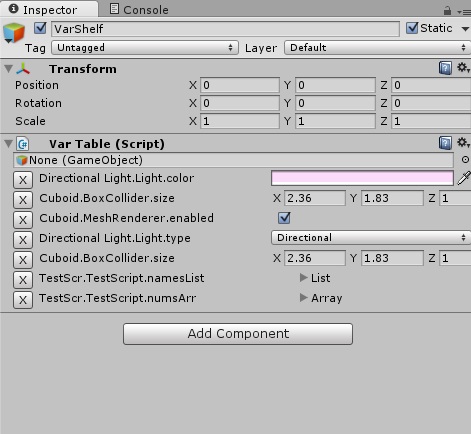 Inspector Console
VarShelf Static
Tag Untagged Layer Default
Transform
Position X 0 Y 0 Z 0
Rotation X 0 Y 0 Z 0
Scale X 1 Y 1 Z 1
Var Table (Script)
None (GameObject)
X Directional Light.Light.color
X Cuboid.BoxCollider.size X 2.36 Y 1.83 Z 1
X Cuboid.MeshRenderer.enabled
X Directional Light.Light.type Directional
X Cuboid.BoxCollider.size X 2.36 Y 1.83 Z 1
X TestScr.TestScript.namesList List
X TestScr.TestScript.numsArr Array
Add Component